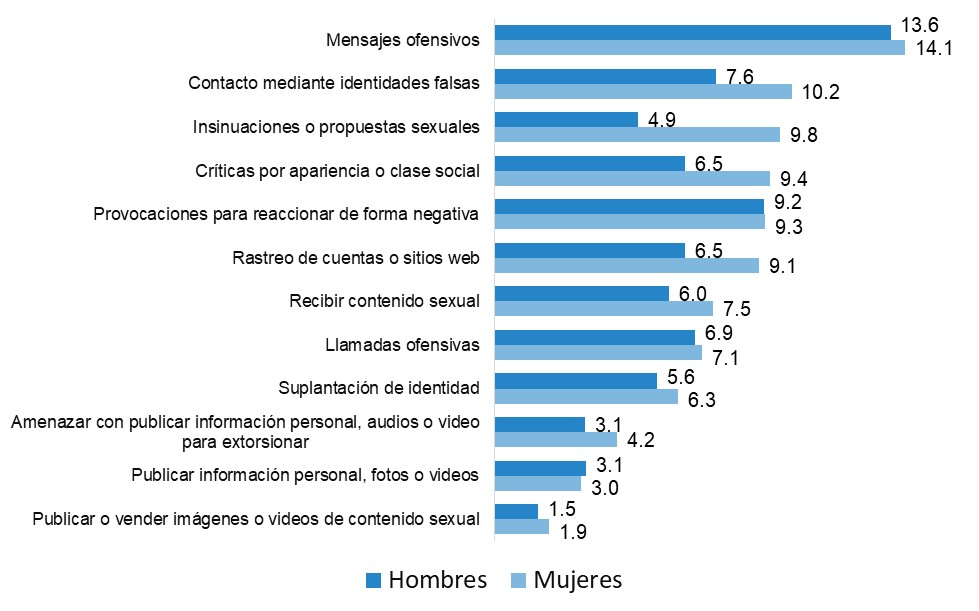 Mensajes ofensivos
13.6
14.1
Contacto mediante identidades falsas
7.6
10.2
Insinuaciones o propuestas sexuales
4.9
9.8
Críticas por apariencia o clase social
6.5
9.4
Provocaciones para reaccionar de forma negativa
9.2
9.3
Rastreo de cuentas o sitios web
6.5
9.1
Recibir contenido sexual
6.0
7.5
Llamadas ofensivas
6.9
7.1
Suplantación de identidad
5.6
6.3
Amenazar con publicar información personal, audios o video
para extorsionar
3.1
4.2
Publicar información personal, fotos o videos
3.1
3.0
Publicar o vender imágenes o videos de contenido sexual
1.5
1.9
Hombres
Mujeres